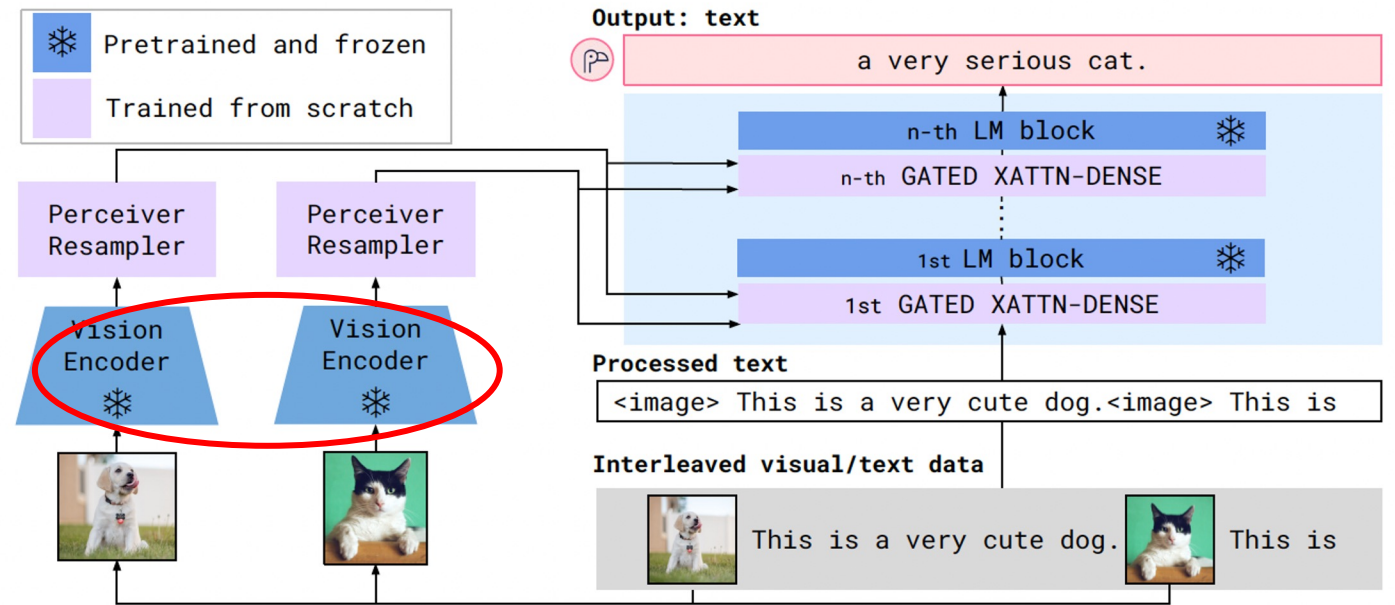 Pretrained and frozen
Trained from scratch
Output: text
a very serious cat.
n-th LM block
n-th GATED XATTN-DENSE
1st LM block
1st GATED XATTN-DENSE
Perceiver
Resampler
Perceiver
Resampler
Vision
Encoder
Vision
Encoder
Processed text
<image> This is a very cute dog.<image> This is
Interleaved visual/text data
This is a very cute dog.
This is